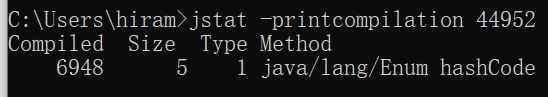 C:\Users\hiram>jstat -printcompilation 44952
Compiled  Size  Type Method
    6948     5     1 java/lang/Enum hashCode